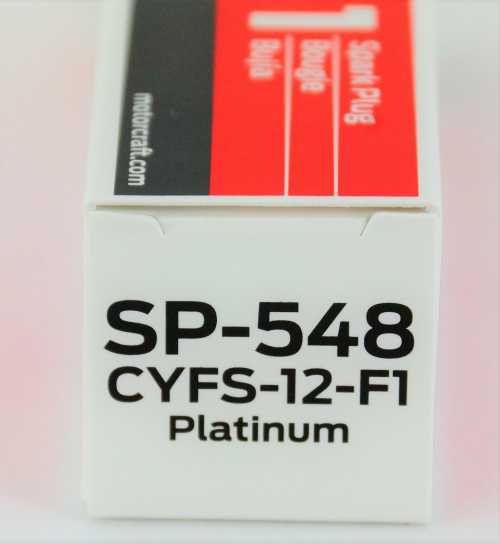 1
Spark Plug
Bougie
Bujía
motorcraft.com
SP-548
CYFS-12-F1
Platinum